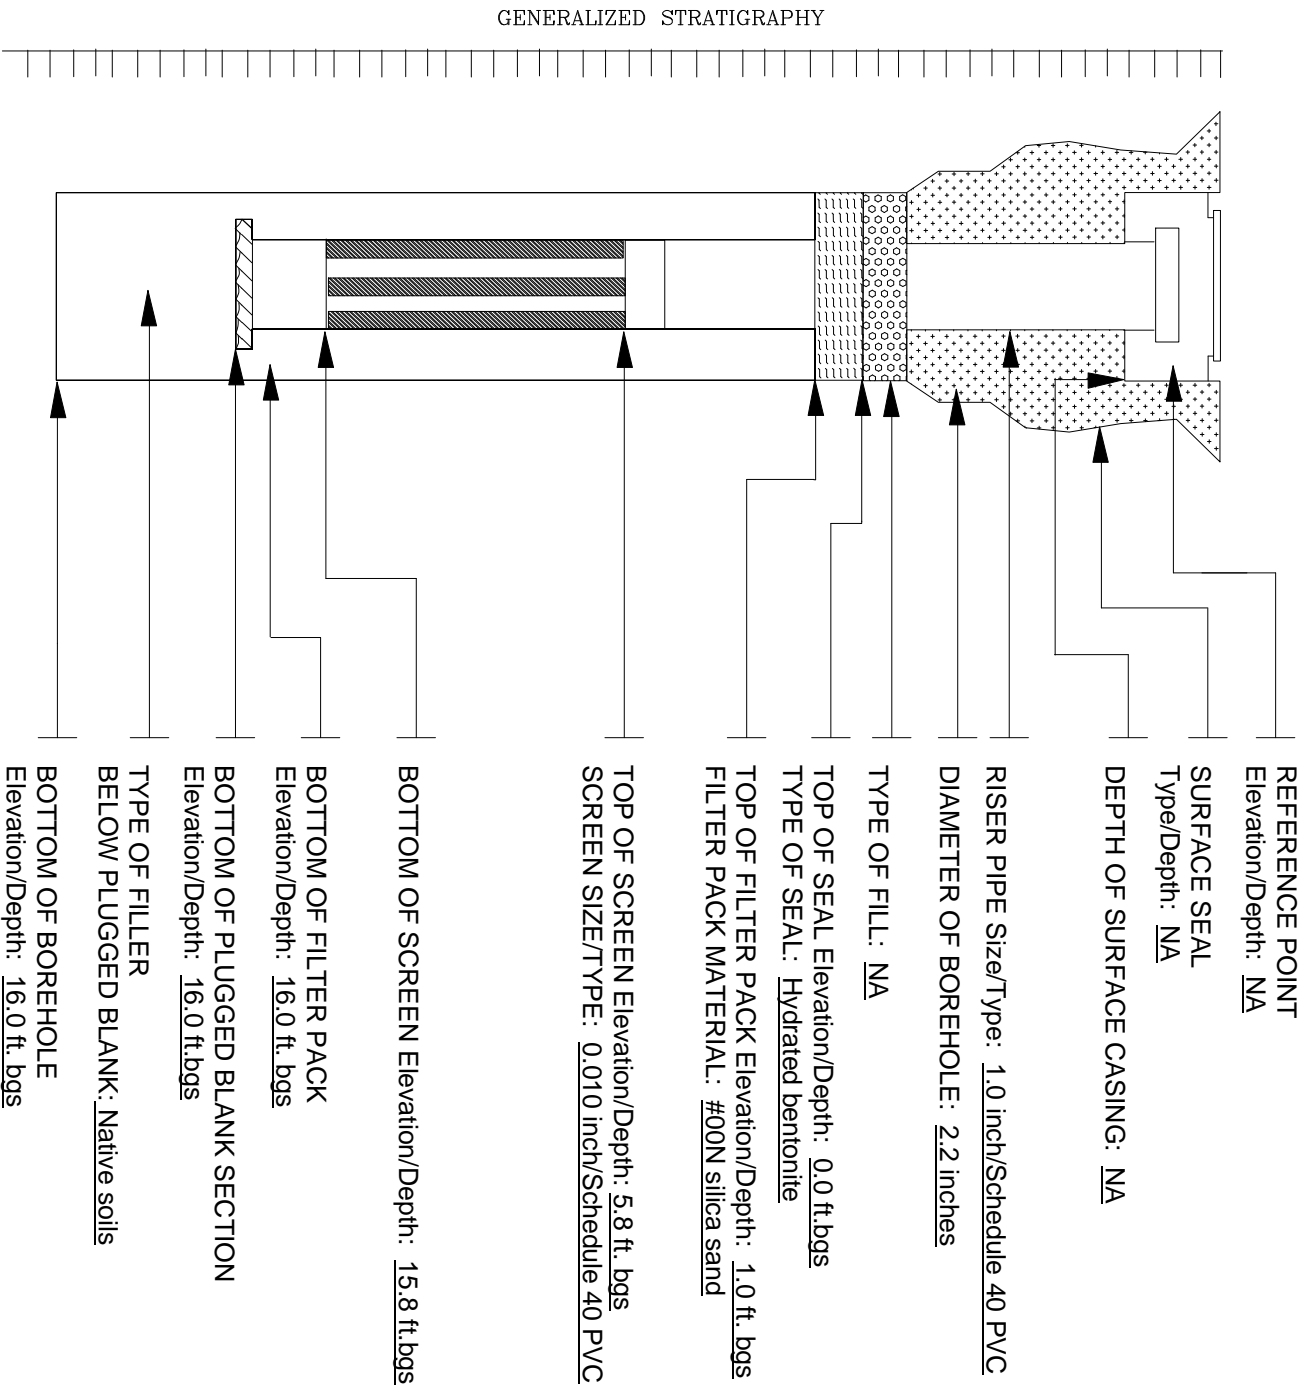 GENERALIZED STRATIGRAPHY
REFERENCE POINT
Elevation/Depth: NA
SURFACE SEAL
Type/Depth: NA
DEPTH OF SURFACE CASING: NA
RISER PIPE Size/Type: 1.0 inch/Schedule 40 PVC
DIAMETER OF BOREHOLE: 2.2 inches
TYPE OF FILL: NA
TOP OF SEAL Elevation/Depth: 0.0 ft.bgs
TYPE OF SEAL: Hydrated bentonite
TOP OF FILTER PACK Elevation/Depth: 1.0 ft. bgs
FILTER PACK MATERIAL: #00N silica sand
TOP OF SCREEN Elevation/Depth: 5.8 ft. bgs
SCREEN SIZE/TYPE: 0.010 inch/Schedule 40 PVC
BOTTOM OF SCREEN Elevation/Depth: 15.8 ft.bgs
BOTTOM OF FILTER PACK
Elevation/Depth: 16.0 ft. bgs
BOTTOM OF PLUGGED BLANK SECTION
Elevation/Depth: 16.0 ft.bgs
TYPE OF FILLER
BELOW PLUGGED BLANK: Native soils
BOTTOM OF BOREHOLE
Elevation/Depth: 16.0 ft. bgs